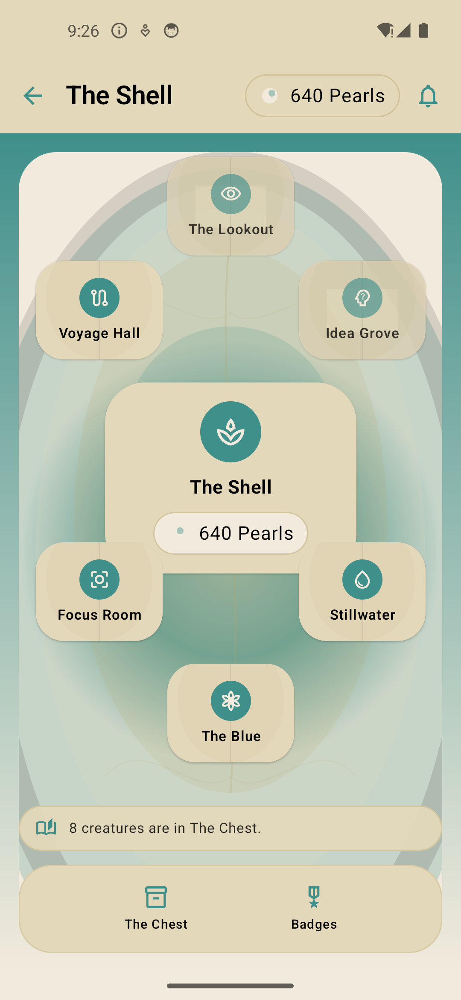 9:26
The Shell
640 Pearls
The Lookout
Voyage Hall
Idea Grove
The Shell
640 Pearls
Focus Room
Stillwater
The Blue
8 creatures are in The Chest.
The Chest
Badges